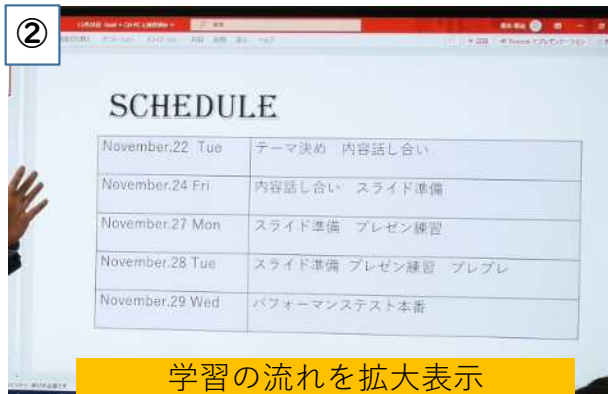 ②
SCHEDULE
November.22 Tue テーマ決め 内容話し合い
November.24 Fri 内容話し合い スライド準備
November.27 Mon スライド準備 プレゼン練習
November.28 Tue スライド準備 プレゼン練習 プレプレ
November.29 Wed パフォーマンステスト本番
学習の流れを拡大表示